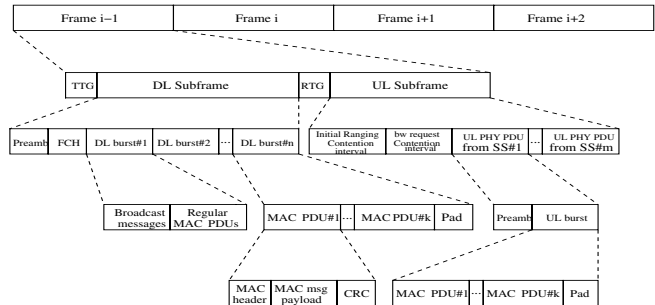 Frame i−1 Frame i Frame i+1 Frame i+2
TTG DL Subframe RTG UL Subframe
Preamb FCH DL burst#1 DL burst#2 ... DL burst#n
Initial Ranging
Contention
interval
bw request
Contention
interval
UL PHY PDU
from SS#1
...
UL PHY PDU
from SS#m
Broadcast
messages
Regular
MAC PDUs
MAC PDU#1 ... MAC PDU#k Pad
Preamb UL burst
MAC
header
MAC msg
payload
CRC
MAC PDU#1 ... MAC PDU#k Pad